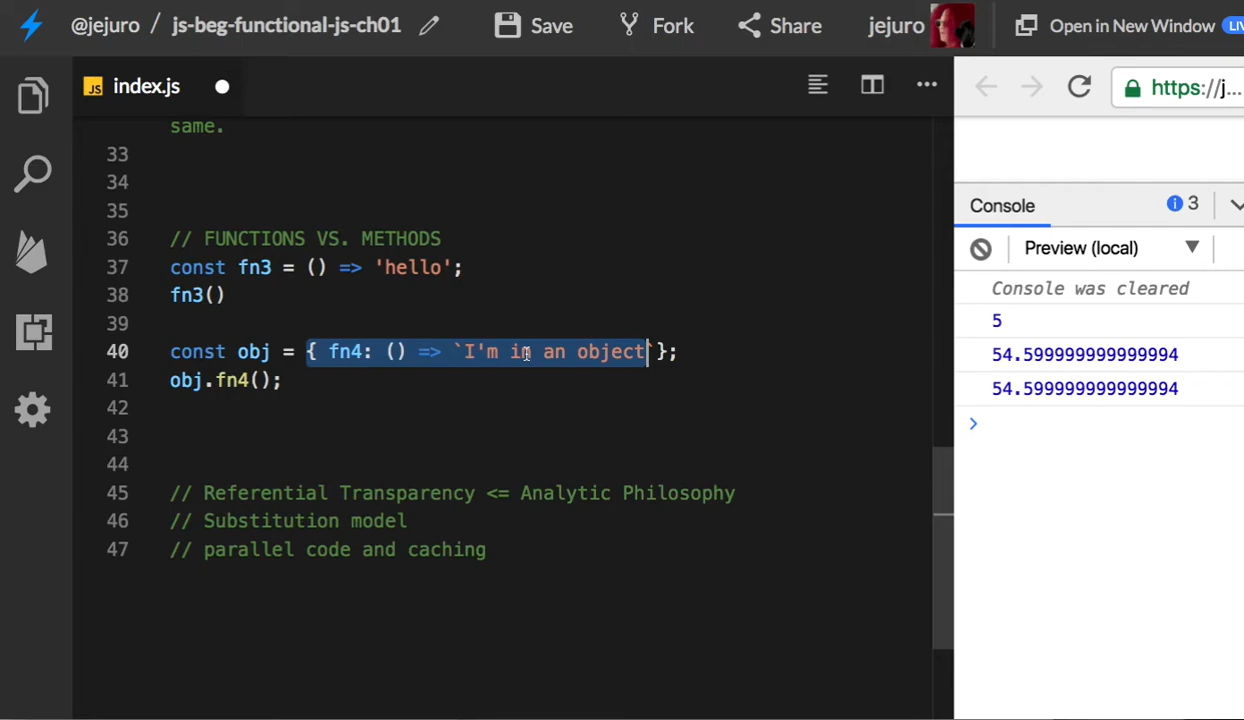 @jejuro / js-beg-functional-js-ch01 Save Fork Share jejuro Open in New Window LIV
JS index.js
https://j...
same.
33
34
35
36 // FUNCTIONS VS. METHODS
37 const fn3 = () => 'hello';
38 fn3()
39
40 const obj = { fn4: () => `I'm in an object`};
41 obj.fn4();
42
43
44
45 // Referential Transparency <= Analytic Philosophy
46 // Substitution model
47 // parallel code and caching
Console 3
Preview (local)
Console was cleared
5
54.599999999999994
54.599999999999994